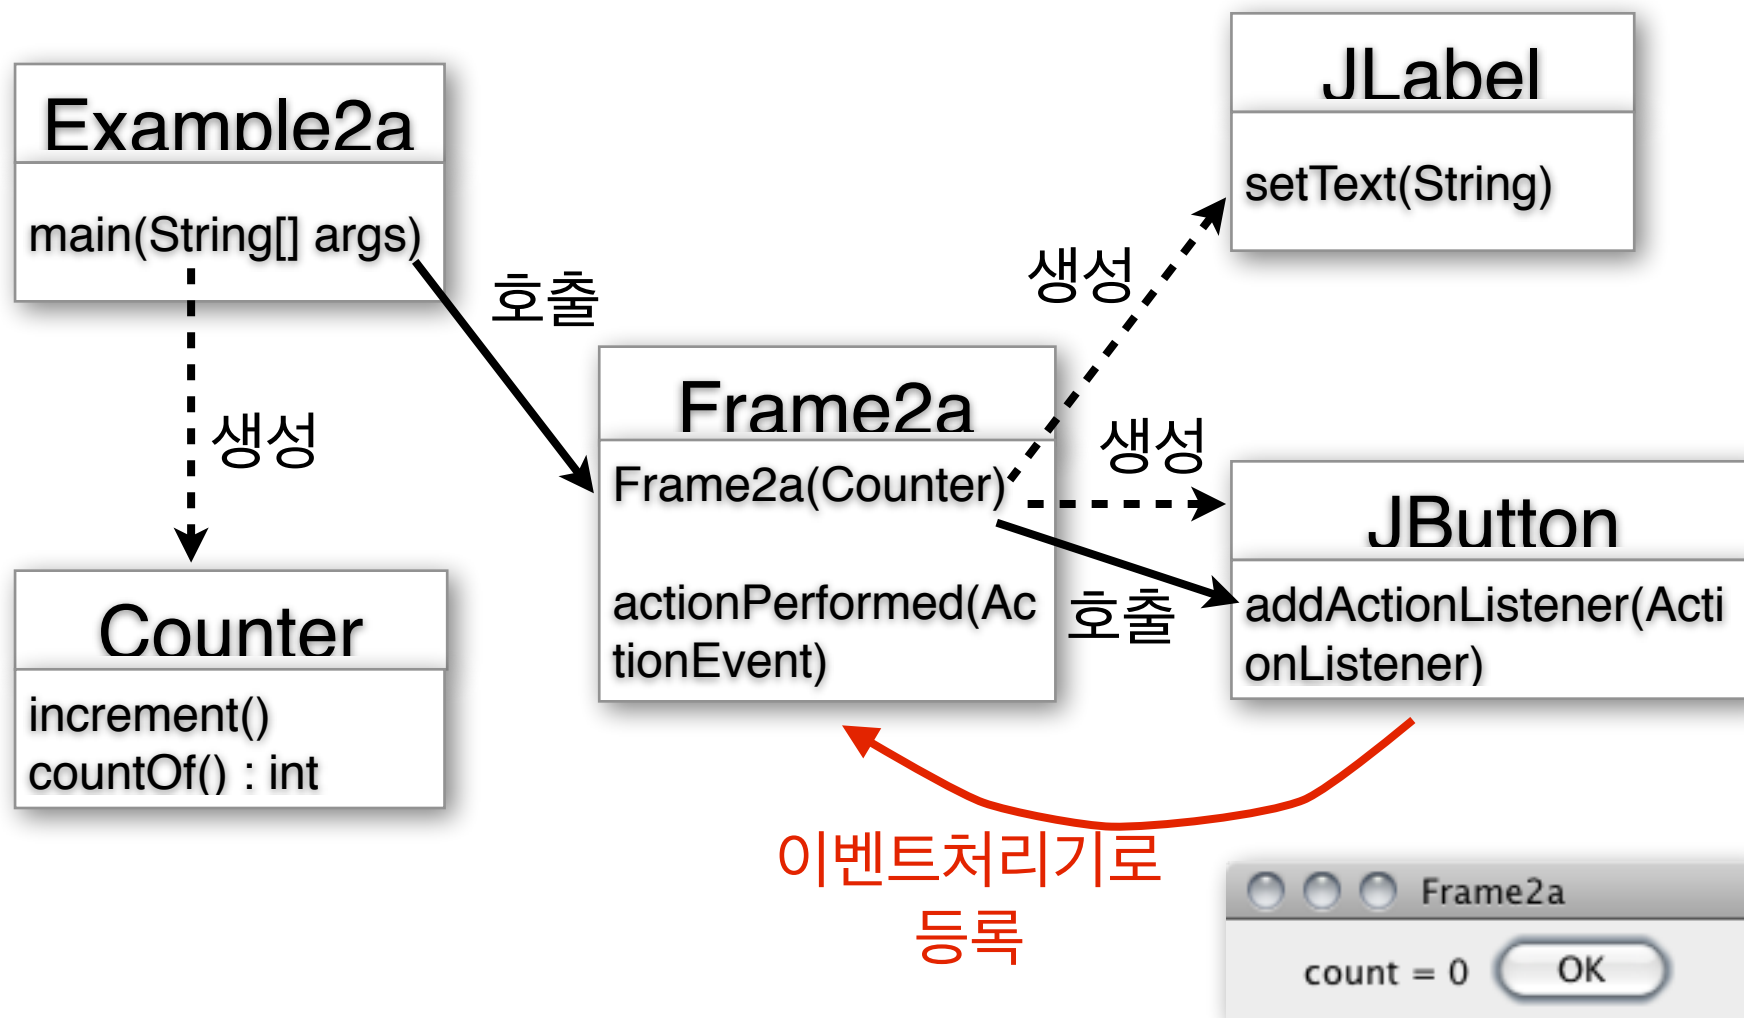 Example2a
main(String[] args)
호출
생성
Counter
increment()
countOf() : int
Frame2a
Frame2a(Counter)
actionPerformed(Ac
tionEvent)
생성
JLabel
setText(String)
생성
JButton
addActionListener(Acti
onListener)
호출
이벤트처리기로
등록
Frame2a
count = 0
OK